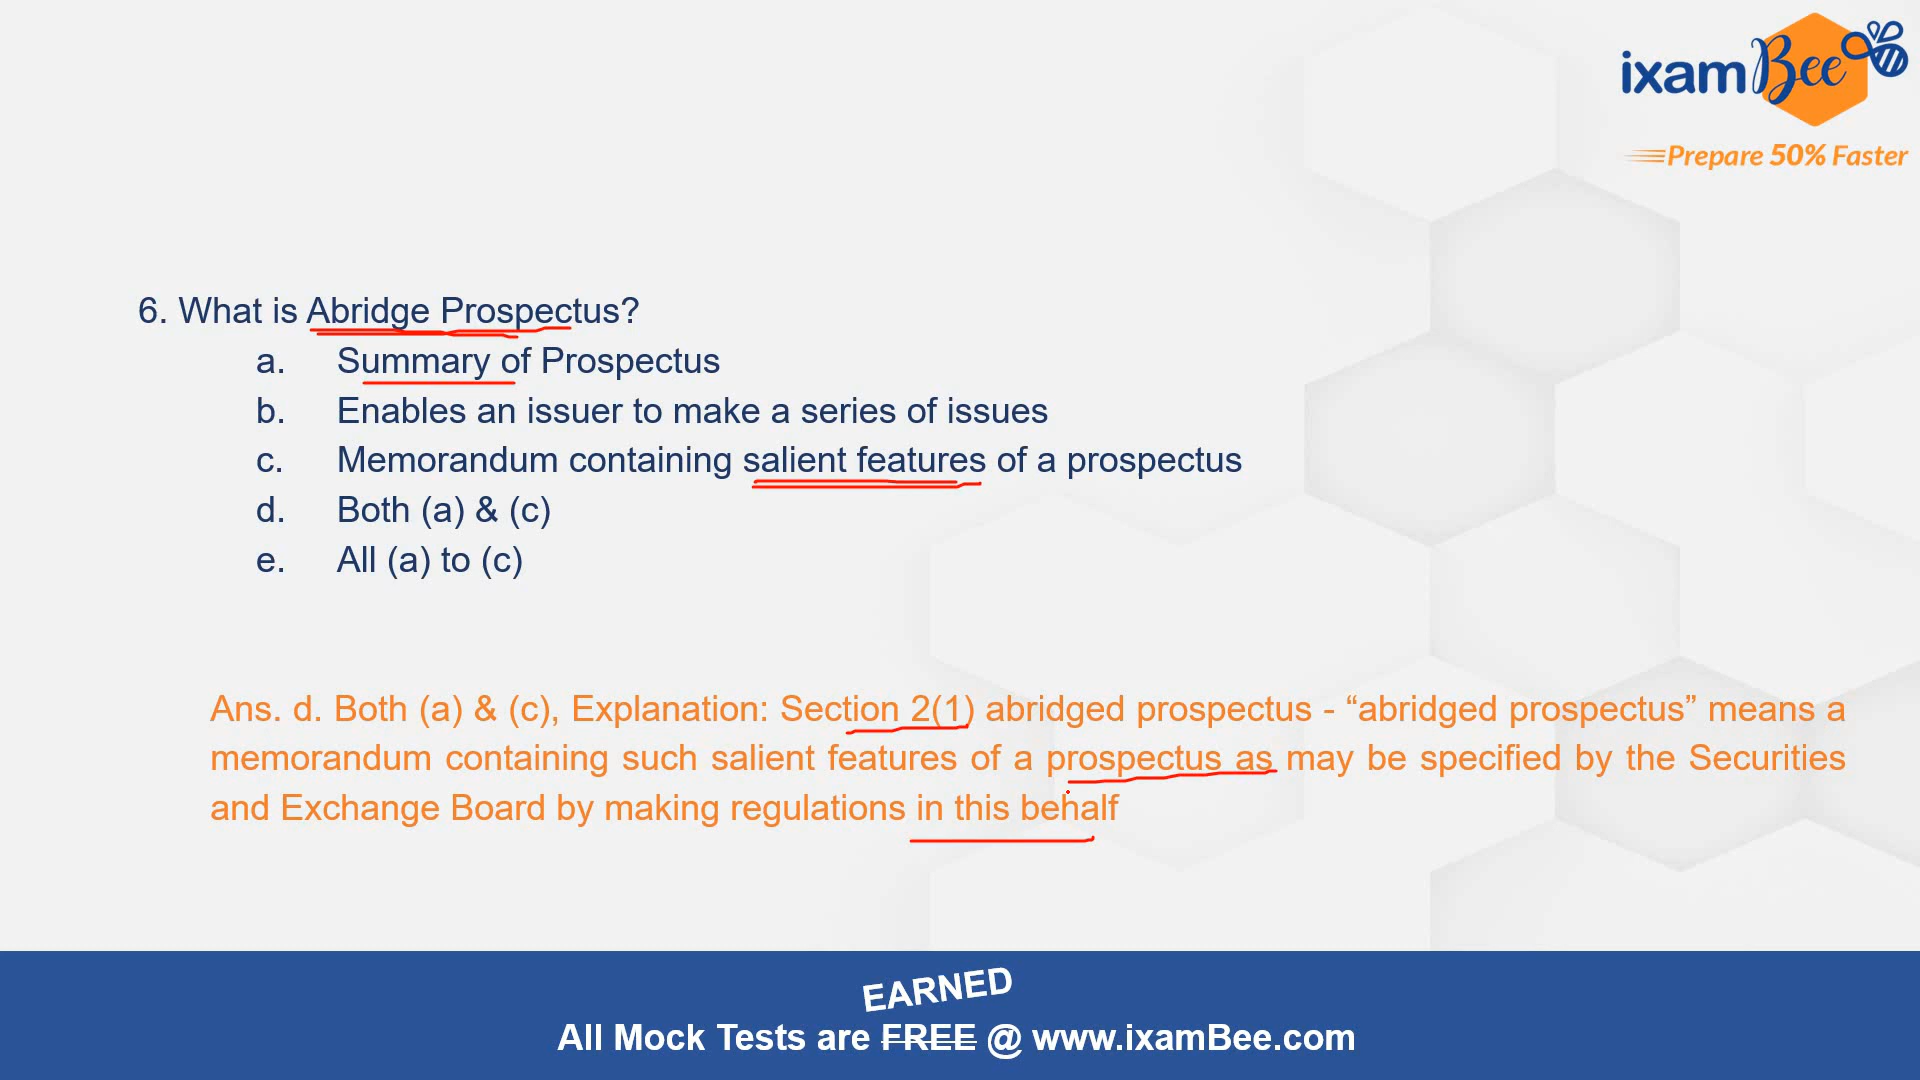 ixamBee
Prepare 50% Faster
6. What is Abridge Prospectus?
a. Summary of Prospectus
b. Enables an issuer to make a series of issues
c. Memorandum containing salient features of a prospectus
d. Both (a) & (c)
e. All (a) to (c)
Ans. d. Both (a) & (c), Explanation: Section 2(1) abridged prospectus - “abridged prospectus” means a
memorandum containing such salient features of a prospectus as may be specified by the Securities
and Exchange Board by making regulations in this behalf
EARNED
All Mock Tests are FREE @ www.ixamBee.com